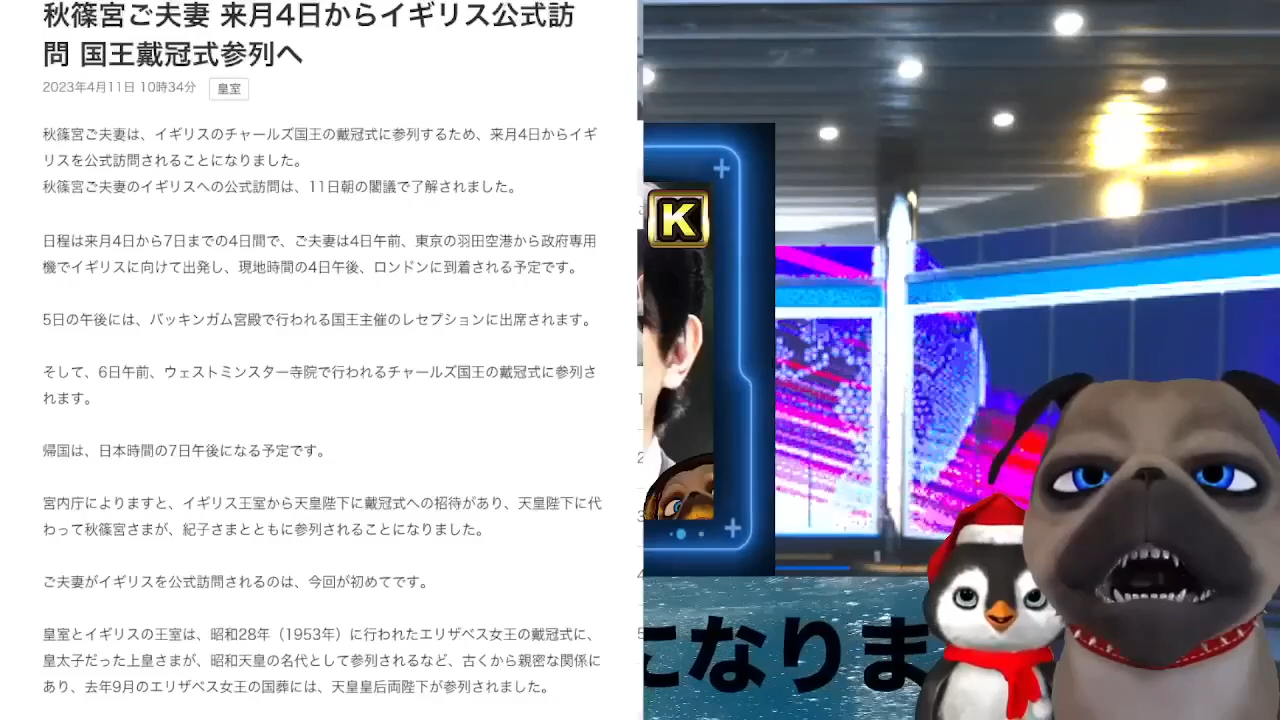 秋篠宮ご夫妻 来月4日からイギリス公式訪
問 国王戴冠式参列へ
2023年4月11日 10時34分 皇室
秋篠宮ご夫妻は、イギリスのチャールズ国王の戴冠式に参列するため、来月4日からイギ
リスを公式訪問されることになりました。
秋篠宮ご夫妻のイギリスへの公式訪問は、11日朝の閣議で了解されました。
日程は来月4日から7日までの4日間で、ご夫妻は4日午前、東京の羽田空港から政府専用
機でイギリスに向けて出発し、現地時間の4日午後、ロンドンに到着される予定です。
5日の午後には、バッキンガム宮殿で行われる国王主催のレセプションに出席されます。
そして、6日午前、ウェストミンスター寺院で行われるチャールズ国王の戴冠式に参列さ
れます。
帰国は、日本時間の7日午後になる予定です。
宮内庁によりますと、イギリス王室から天皇陛下に戴冠式への招待があり、天皇陛下に代
わって秋篠宮さまが、紀子さまとともに参列されることになりました。
ご夫妻がイギリスを公式訪問されるのは、今回が初めてです。
皇室とイギリスの王室は、昭和28年（1953年）に行われたエリザベス女王の戴冠式に、
皇太子だった上皇さまが、昭和天皇の名代として参列されるなど、古くから親密な関係に
あり、去年9月のエリザベス女王の国葬には、天皇皇后両陛下が参列されました。
K
になりま